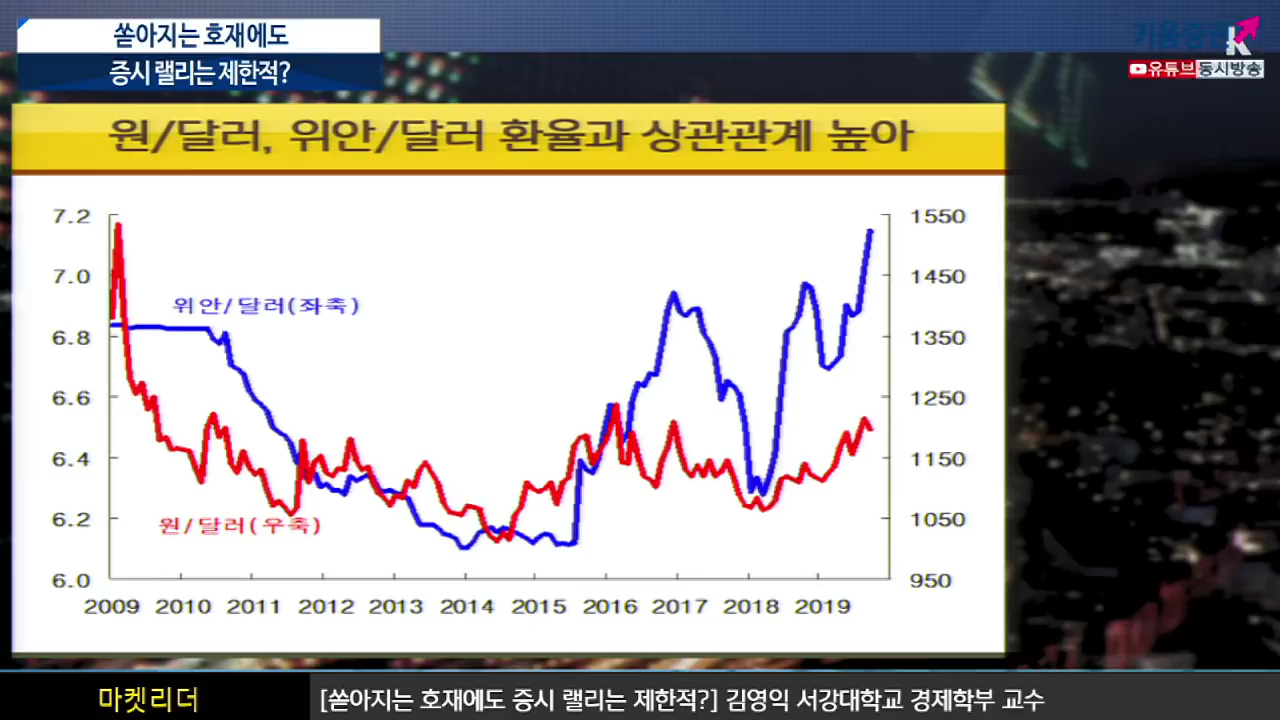 쏟아지는 호재에도
증시 랠리는 제한적?
키움증권
K
유튜브 동시방송
원/달러, 위안/달러 환율과 상관관계 높아
7.2
7.0
6.8
6.6
6.4
6.2
6.0
1550
1450
1350
1250
1150
1050
950
위안/달러(좌축)
원/달러(우축)
2009 2010 2011 2012 2013 2014 2015 2016 2017 2018 2019
마켓리더
[쏟아지는 호재에도 증시 랠리는 제한적?] 김영익 서강대학교 경제학부 교수